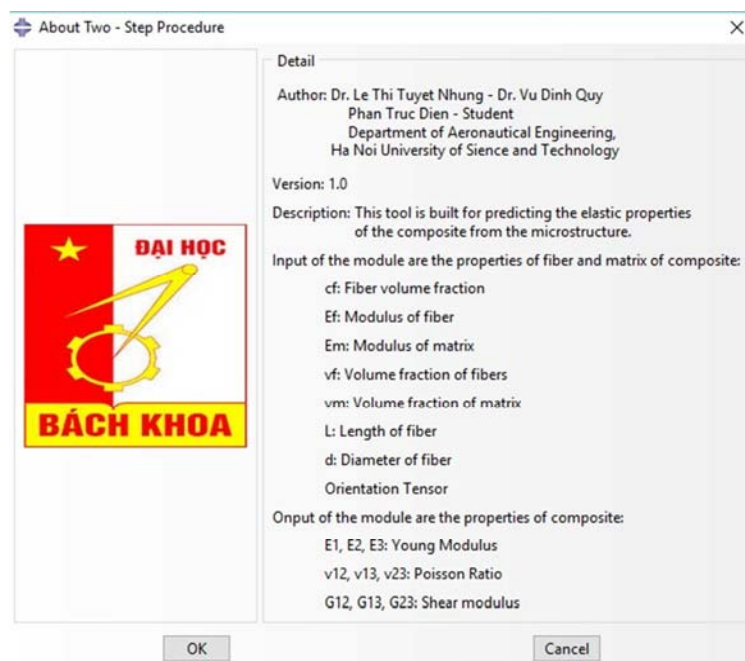 About Two - Step Procedure
ĐẠI HỌC
BÁCH KHOA
Detail
Author: Dr. Le Thi Tuyet Nhung - Dr. Vu Dinh Quy
Phan Truc Dien - Student
Department of Aeronautical Engineering,
Ha Noi University of Sience and Technology
Version: 1.0
Description: This tool is built for predicting the elastic properties
of the composite from the microstructure.
Input of the module are the properties of fiber and matrix of composite:
cf: Fiber volume fraction
Ef: Modulus of fiber
Em: Modulus of matrix
vf: Volume fraction of fibers
vm: Volume fraction of matrix
L: Length of fiber
d: Diameter of fiber
Orientation Tensor
Onput of the module are the properties of composite:
E1, E2, E3: Young Modulus
v12, v13, v23: Poisson Ratio
G12, G13, G23: Shear modulus
OK
Cancel